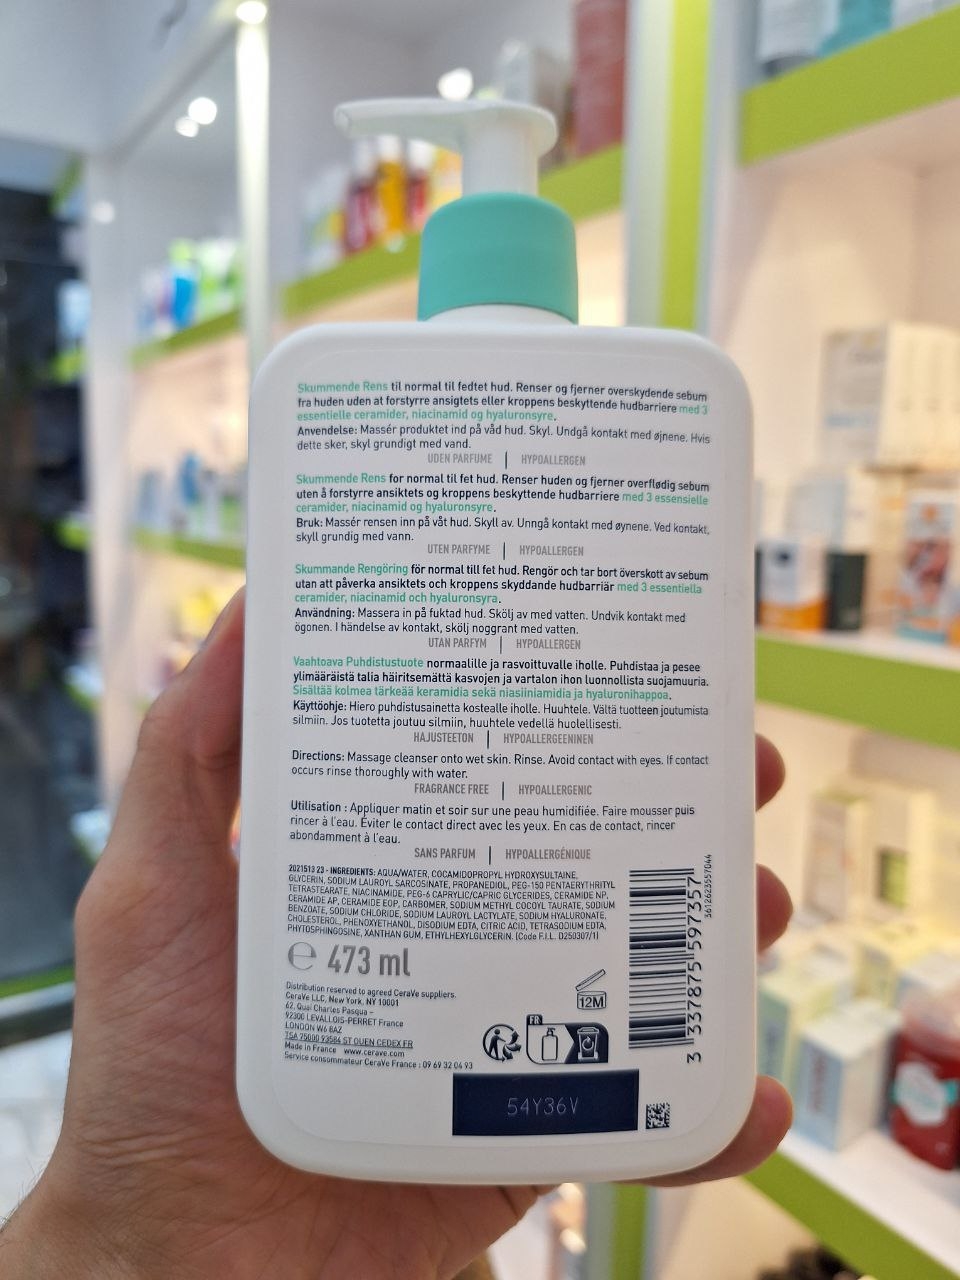 Skummende Rens til normal til fedtet hud. Renser og fjerner overskydende sebum
fra huden uden at forstyrre ansigtets eller kroppens beskyttende hudbarriere med 3
essentielle ceramider, niacinamid og hyaluronsyre.
Anvendelse: Massér produktet ind på våd hud. Skyl. Undgå kontakt med øjnene. Hvis
dette sker, skyl grundigt med vand.
UDEN PARFUME | HYPOALLERGEN
Skummende Rens for normal til fet hud. Renser huden og fjerner overflødig sebum
uten å forstyrre ansiktets og kroppens beskyttende hudbarriere med 3 essensielle
ceramider, niacinamid og hyaluronsyre.
Bruk: Massér rensen inn på våt hud. Skyll av. Unngå kontakt med øynene. Ved kontakt,
skyll grundig med vann.
UTEN PARFYME | HYPOALLERGEN
Skummande Rengöring för normal till fet hud. Rengör och tar bort överskott av sebum
utan att påverka ansiktets och kroppens skyddande hudbarriär med 3 essentiella
ceramider, niacinamid och hyaluronsyra.
Användning: Massera in på fuktad hud. Skölj av med vatten. Undvik kontakt med
ögonen. I händelse av kontakt, skölj noggrant med vatten.
UTAN PARFYM | HYPOALLERGEN
Vaahtoava Puhdistustuote normaalille ja rasvoittuvalle iholle. Puhdistaa ja pesee
ylimääräistä talia häiritsemättä kasvojen ja vartalon ihon luonnollista suojamuuria.
Sisältää kolmea tärkeää keramidia sekä niasiiniamidia ja hyaluronihappoa.
Käyttöohje: Hiero puhdistusainetta kostealle iholle. Huuhtele. Vältä tuotteen joutumista
silmiin. Jos tuotetta joutuu silmiin, huuhtele vedellä huolellisesti.
HAJUSTEETON | HYPOALLERGEENINEN
Directions: Massage cleanser onto wet skin. Rinse. Avoid contact with eyes. If contact
occurs rinse thoroughly with water.
FRAGRANCE FREE | HYPOALLERGENIC
Utilisation : Appliquer matin et soir sur une peau humidifiée. Faire mousser puis
rincer à l'eau. Éviter le contact direct avec les yeux. En cas de contact, rincer
abondamment à l'eau.
SANS PARFUM | HYPOALLERGÉNIQUE
2021513 23 - INGREDIENTS: AQUA/WATER, COCAMIDOPROPYL HYDROXYSULTAINE,
GLYCERIN, SODIUM LAUROYL SARCOSINATE, PROPANEDIOL, PEG-150 PENTAERYTHRITYL
TETRASTEARATE, NIACINAMIDE, PEG-6 CAPRYLIC/CAPRIC GLYCERIDES, CERAMIDE NP,
CERAMIDE AP, CERAMIDE EOP, CARBOMER, SODIUM METHYL COCOYL TAURATE, SODIUM
BENZOATE, SODIUM CHLORIDE, SODIUM LAUROYL LACTYLATE, SODIUM HYALURONATE,
CHOLESTEROL, PHENOXYETHANOL, DISODIUM EDTA, CITRIC ACID, TETRASODIUM EDTA,
PHYTOSPHINGOSINE, XANTHAN GUM, ETHYLHEXYLGLYCERIN. (Code F.I.L. D250307/1)
e 473 ml
Distribution reserved to agreed CeraVe suppliers.
CeraVe LLC, New York, NY 10001
62, Quai Charles Pasqua –
92300 LEVALLOIS-PERRET France
LONDON W6 8AZ
TSA 75000 93584 ST OUEN CEDEX FR
Made in France www.cerave.com
Service consommateur CeraVe France : 09 69 32 04 93
12M
FR
3 337875 597357
3612623557044
54Y36V